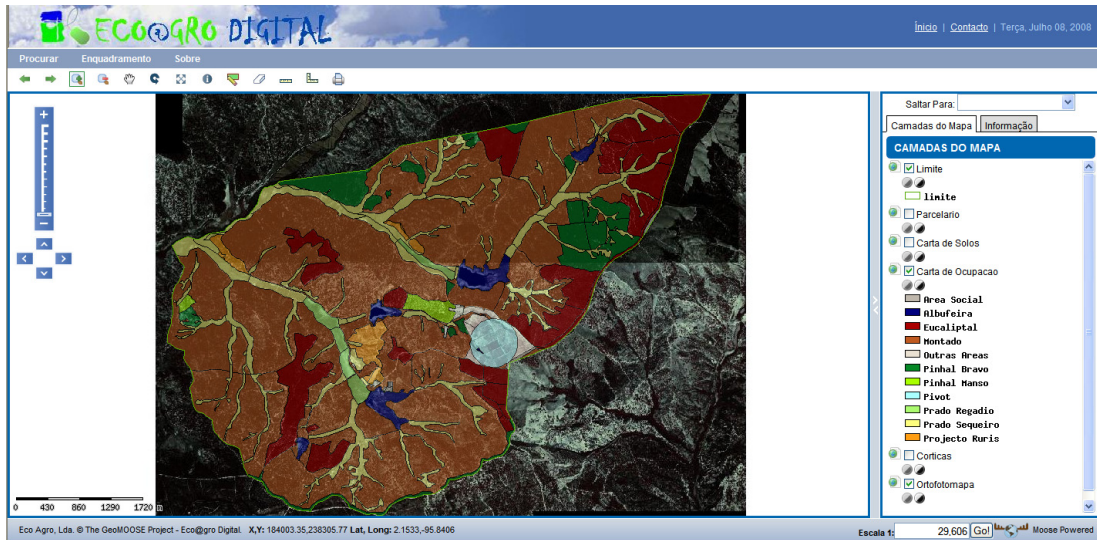 ECO@GRO DIGITAL
Ìnicio | Contacto | Terça, Julho 08, 2008
Procurar Enquadramento Sobre
Saltar Para:
Camadas do Mapa Informação
CAMADAS DO MAPA
Limite
limite
Parcelario
Carta de Solos
Carta de Ocupacao
Area Social
Albufeira
Eucaliptal
Montado
Outras Areas
Pinhal Bravo
Pinhal Manso
Pivot
Prado Regadio
Prado Sequeiro
Projecto Ruris
Corticas
Ortofotomapa
0 430 860 1290 1720 m
Eco Agro, Lda. © The GeoMOOSE Project - Eco@gro Digital. X,Y: 184003.35,238305.77 Lat, Long: 2.1533,-95.8406
Escala 1: 29,606 Go! Moose Powered